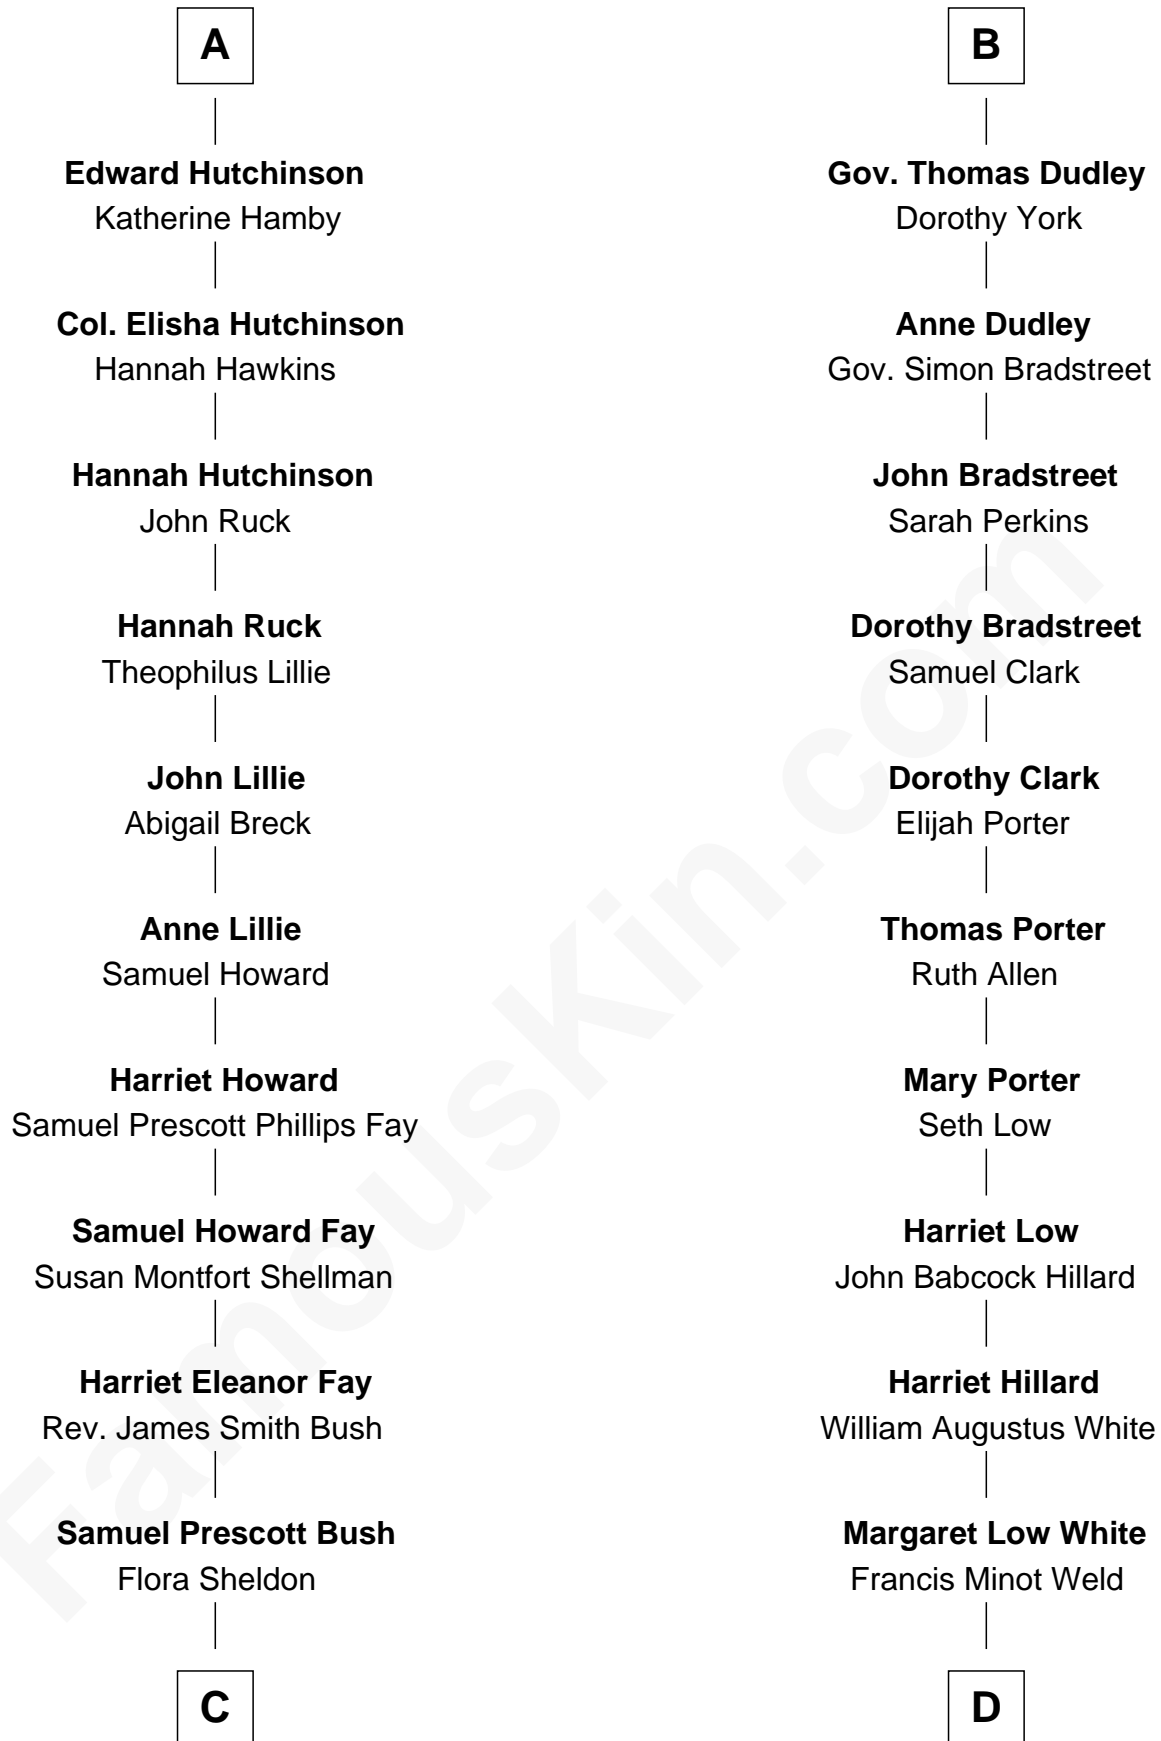 A
Edward Hutchinson
Katherine Hamby
Col. Elisha Hutchinson
Hannah Hawkins
Hannah Hutchinson
John Ruck
Hannah Ruck
Theophilus Lillie
John Lillie
Abigail Breck
Anne Lillie
Samuel Howard
Harriet Howard
Samuel Prescott Phillips Fay
Samuel Howard Fay
Susan Montfort Shellman
Harriet Eleanor Fay
Rev. James Smith Bush
Samuel Prescott Bush
Flora Sheldon
C
B
Gov. Thomas Dudley
Dorothy York
Anne Dudley
Gov. Simon Bradstreet
John Bradstreet
Sarah Perkins
Dorothy Bradstreet
Samuel Clark
Dorothy Clark
Elijah Porter
Thomas Porter
Ruth Allen
Mary Porter
Seth Low
Harriet Low
John Babcock Hillard
Harriet Hillard
William Augustus White
Margaret Low White
Francis Minot Weld
D
FamousKin.com